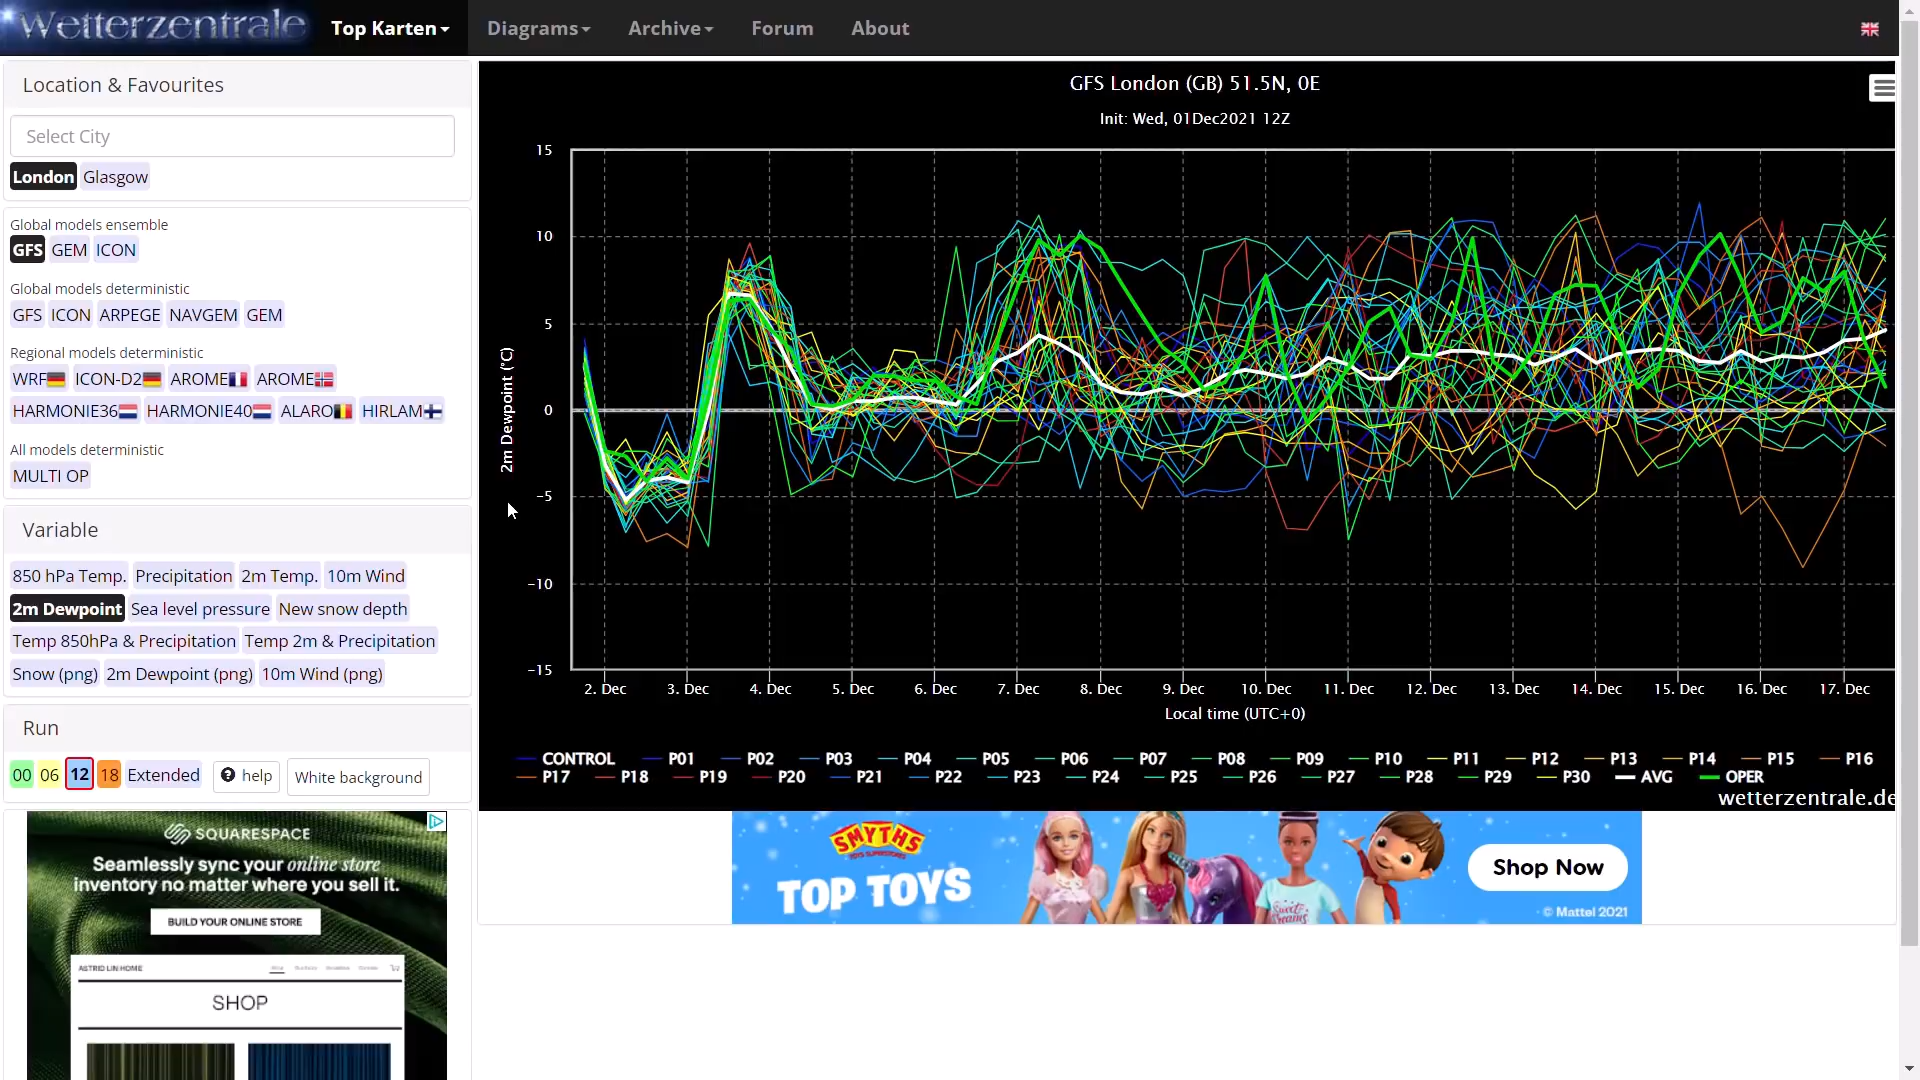 Wetterzentrale
Top Karten Diagrams Archive Forum About
Location & Favourites
Select City
London Glasgow
Global models ensemble
GFS GEM ICON
Global models deterministic
GFS ICON ARPEGE NAVGEM GEM
Regional models deterministic
WRF ICON-D2 AROME AROME
HARMONIE36 HARMONIE40 ALARO HIRLAM
All models deterministic
MULTI OP
Variable
850 hPa Temp. Precipitation 2m Temp. 10m Wind
2m Dewpoint Sea level pressure New snow depth
Temp 850hPa & Precipitation Temp 2m & Precipitation
Snow (png) 2m Dewpoint (png) 10m Wind (png)
Run
00 06 12 18 Extended help White background
SQUARESPACE
Seamlessly sync your online store
inventory no matter where you sell it.
BUILD YOUR ONLINE STORE
ASTRID LIN HOME
SHOP
GFS London (GB) 51.5N, 0E
Init: Wed, 01Dec2021 12Z
15
10
5
0
-5
-10
-15
2m Dewpoint (°C)
2. Dec 3. Dec 4. Dec 5. Dec 6. Dec 7. Dec 8. Dec 9. Dec 10. Dec 11. Dec 12. Dec 13. Dec 14. Dec 15. Dec 16. Dec 17. Dec
Local time (UTC+0)
CONTROL P01 P02 P03 P04 P05 P06 P07 P08 P09 P10 P11 P12 P13 P14 P15 P16
P17 P18 P19 P20 P21 P22 P23 P24 P25 P26 P27 P28 P29 P30 AVG OPER
wetterzentrale.de
SMYTHS
TOYS SUPERSTORES
TOP TOYS
Sweet Dreams
Shop Now
© Mattel 2021